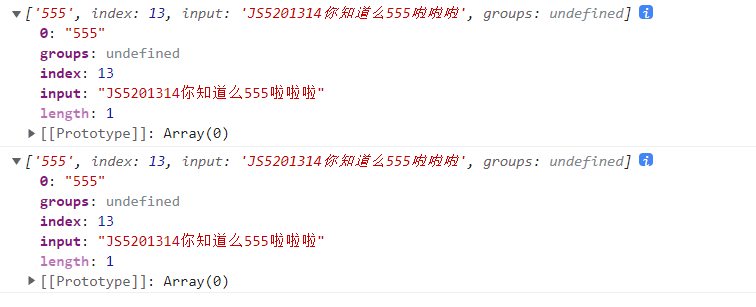 ▼['555', index: 13, input: 'JS5201314你知道么555啦啦啦', groups: undefined] i
0: "555"
groups: undefined
index: 13
input: "JS5201314你知道么555啦啦啦"
length: 1
▶[[Prototype]]: Array(0)
▼['555', index: 13, input: 'JS5201314你知道么555啦啦啦', groups: undefined] i
0: "555"
groups: undefined
index: 13
input: "JS5201314你知道么555啦啦啦"
length: 1
▶[[Prototype]]: Array(0)